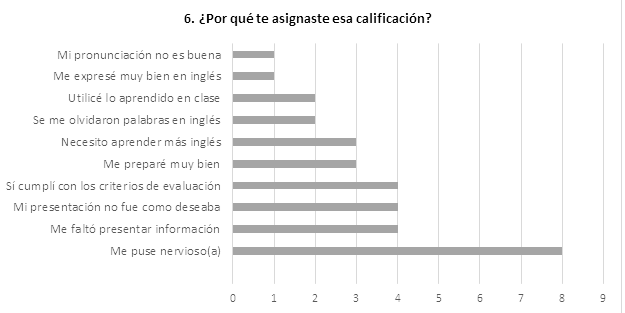 6. ¿Por qué te asignaste esa calificación?
Mi pronunciación no es buena
Me expresé muy bien en inglés
Utilicé lo aprendido en clase
Se me olvidaron palabras en inglés
Necesito aprender más inglés
Me preparé muy bien
Sí cumplí con los criterios de evaluación
Mi presentación no fue como deseaba
Me faltó presentar información
Me puse nervioso(a)
0 1 2 3 4 5 6 7 8 9